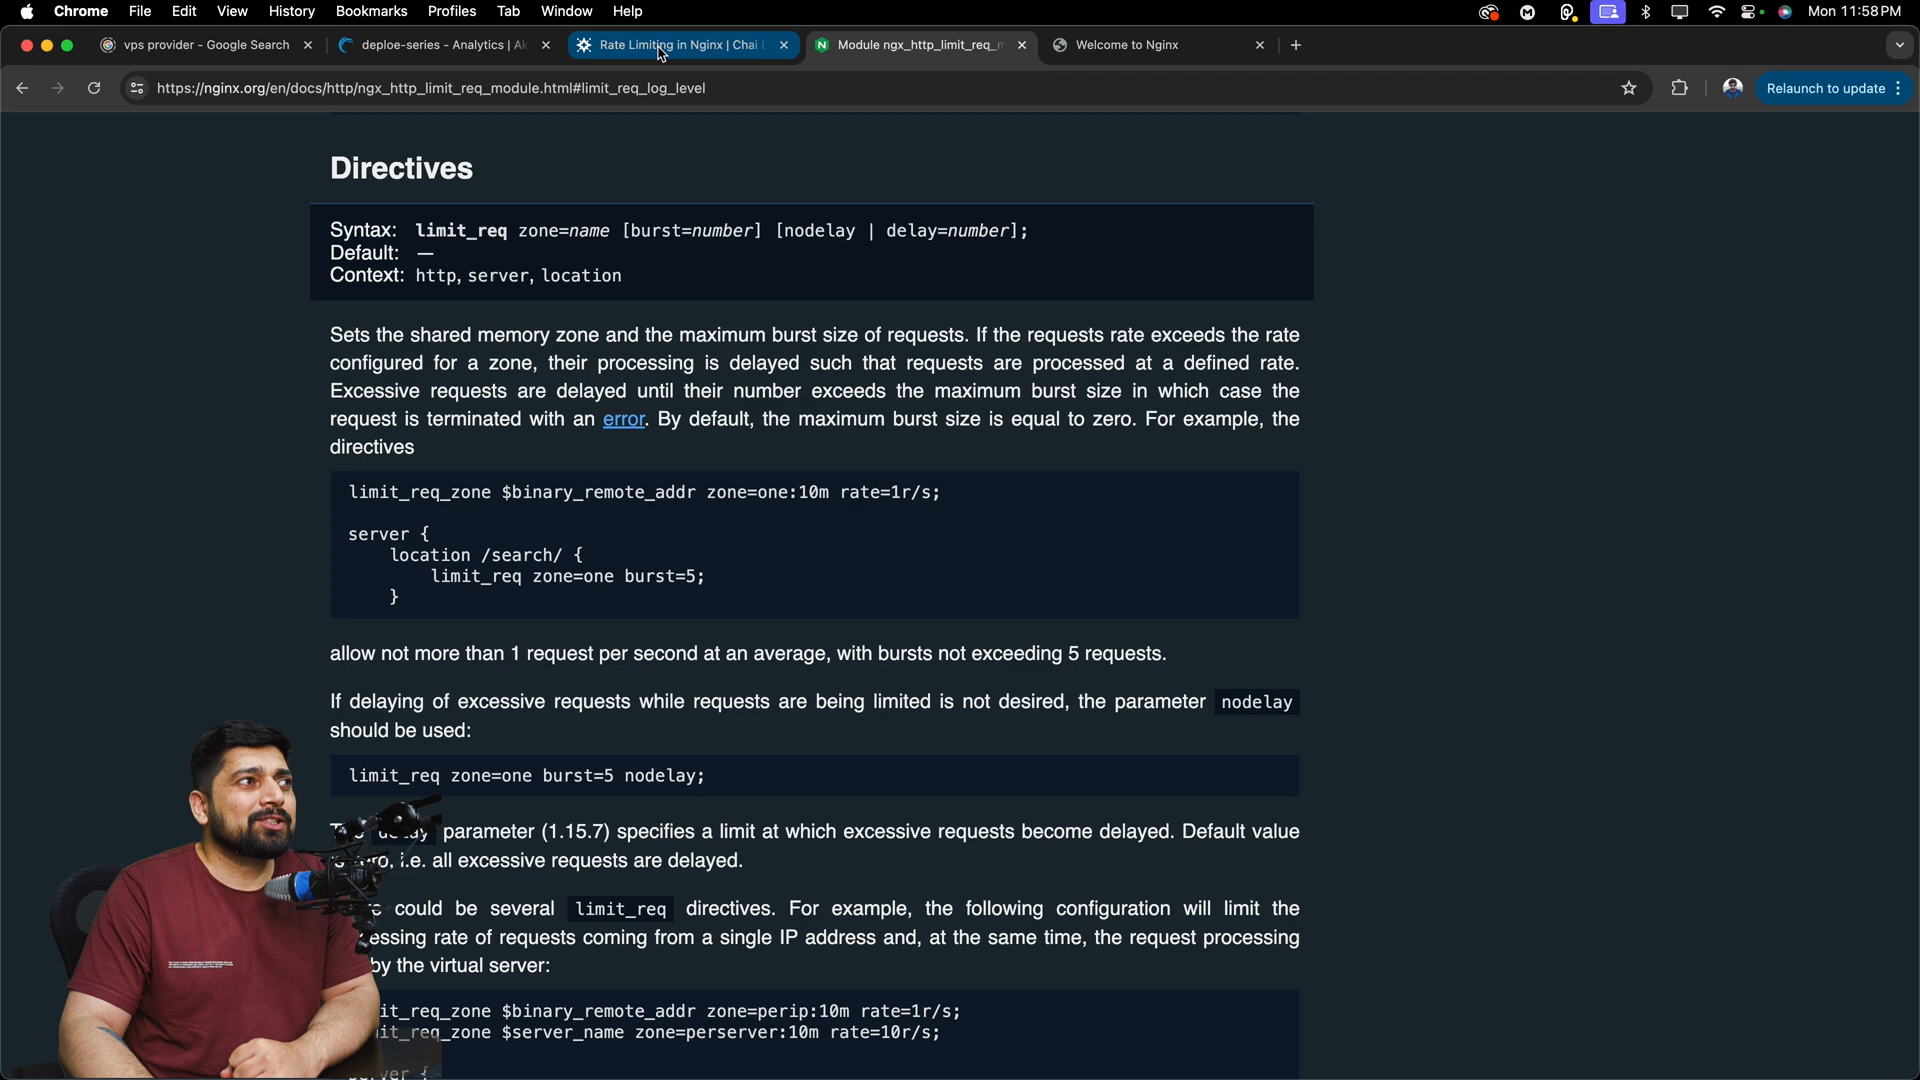 Chrome File Edit View History Bookmarks Profiles Tab Window Help Mon 11:58 PM
vps provider - Google Search deploe-series - Analytics | Ak Rate Limiting in Nginx | Chai Module ngx_http_limit_req_ Welcome to Nginx
https://nginx.org/en/docs/http/ngx_http_limit_req_module.html#limit_req_log_level Relaunch to update
Directives
Syntax: limit_req zone=name [burst=number] [nodelay | delay=number];
Default: —
Context: http, server, location
Sets the shared memory zone and the maximum burst size of requests. If the requests rate exceeds the rate
configured for a zone, their processing is delayed such that requests are processed at a defined rate.
Excessive requests are delayed until their number exceeds the maximum burst size in which case the
request is terminated with an error. By default, the maximum burst size is equal to zero. For example, the
directives
limit_req_zone $binary_remote_addr zone=one:10m rate=1r/s;
server {
location /search/ {
limit_req zone=one burst=5;
}
allow not more than 1 request per second at an average, with bursts not exceeding 5 requests.
If delaying of excessive requests while requests are being limited is not desired, the parameter nodelay
should be used:
limit_req zone=one burst=5 nodelay;
parameter (1.15.7) specifies a limit at which excessive requests become delayed. Default value
i.e. all excessive requests are delayed.
could be several limit_req directives. For example, the following configuration will limit the
essing rate of requests coming from a single IP address and, at the same time, the request processing
by the virtual server:
it_req_zone $binary_remote_addr zone=perip:10m rate=1r/s;
it_req_zone $server_name zone=perserver:10m rate=10r/s;